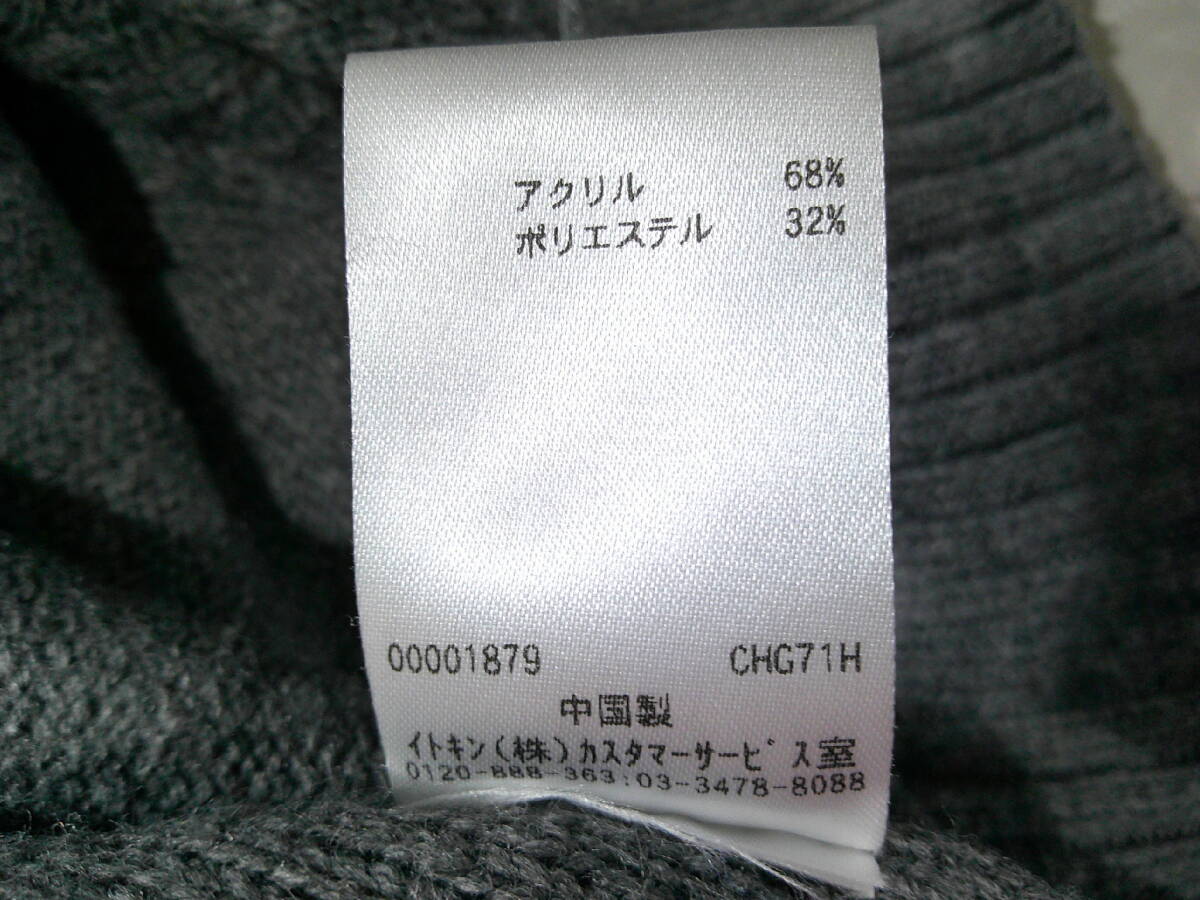 アクリル 68%
ポリエステル 32%
00001879 CHG71H
中国製
イトキン(株)カスタマーサービス室
0120-888-363:03-3478-8088